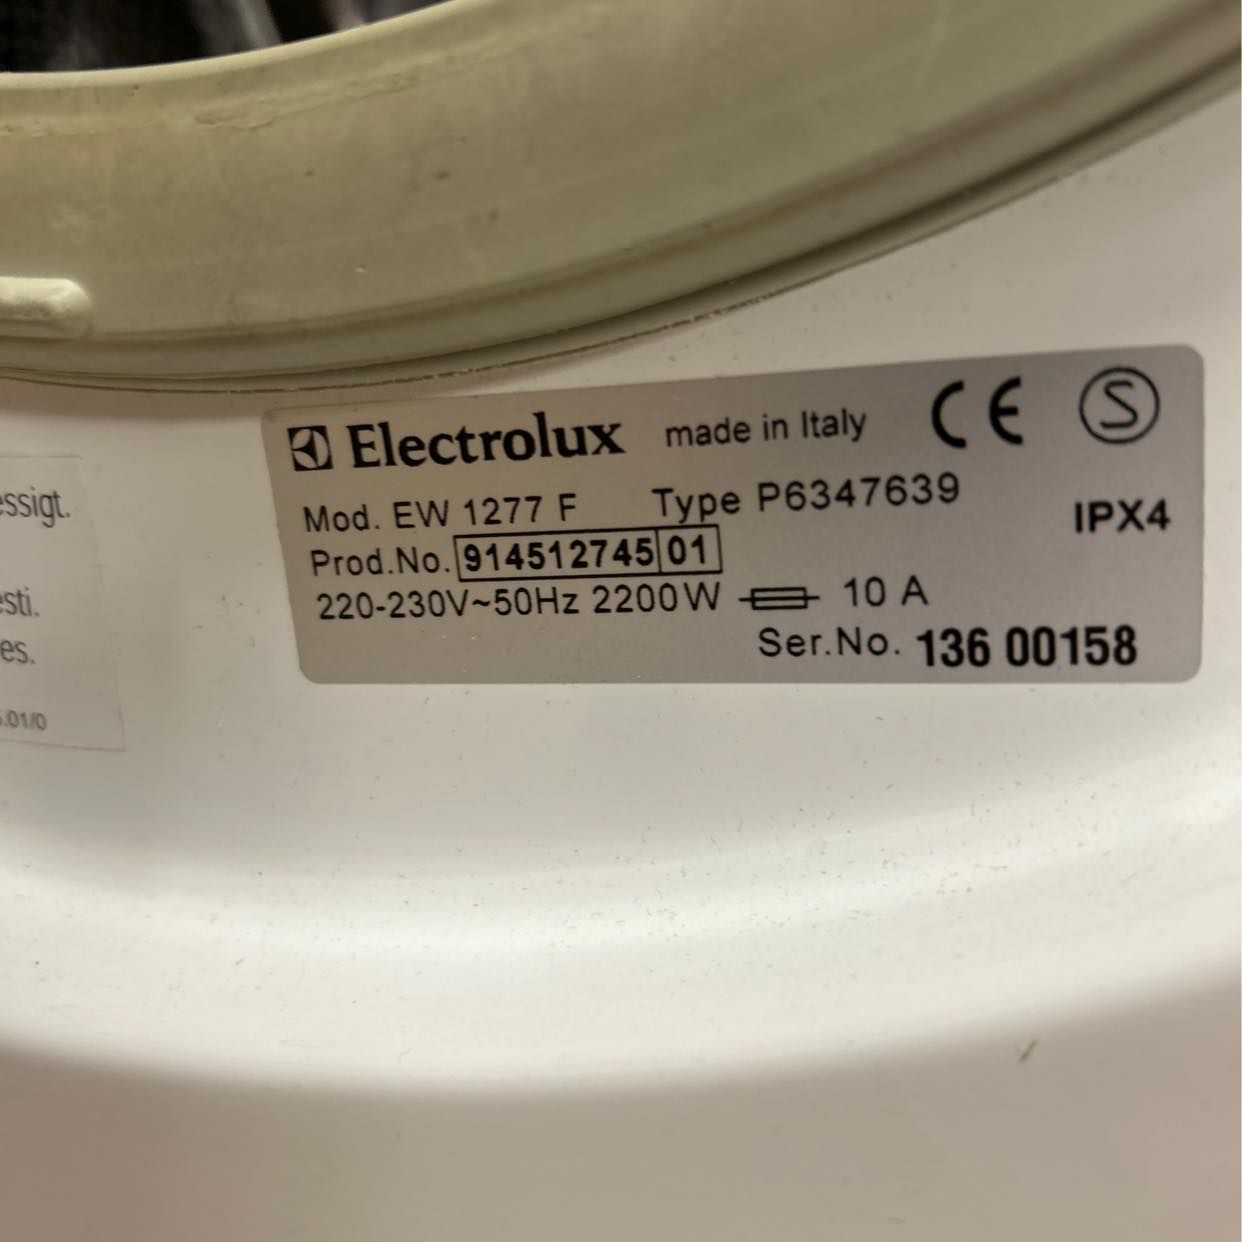 Electrolux made in Italy CE S
Mod. EW 1277 F Type P6347639
IPX4
Prod.No. 914512745 01
220-230V~50Hz 2200W 10 A
Ser.No. 136 00158
essigt.
esti.
es.
.01/0